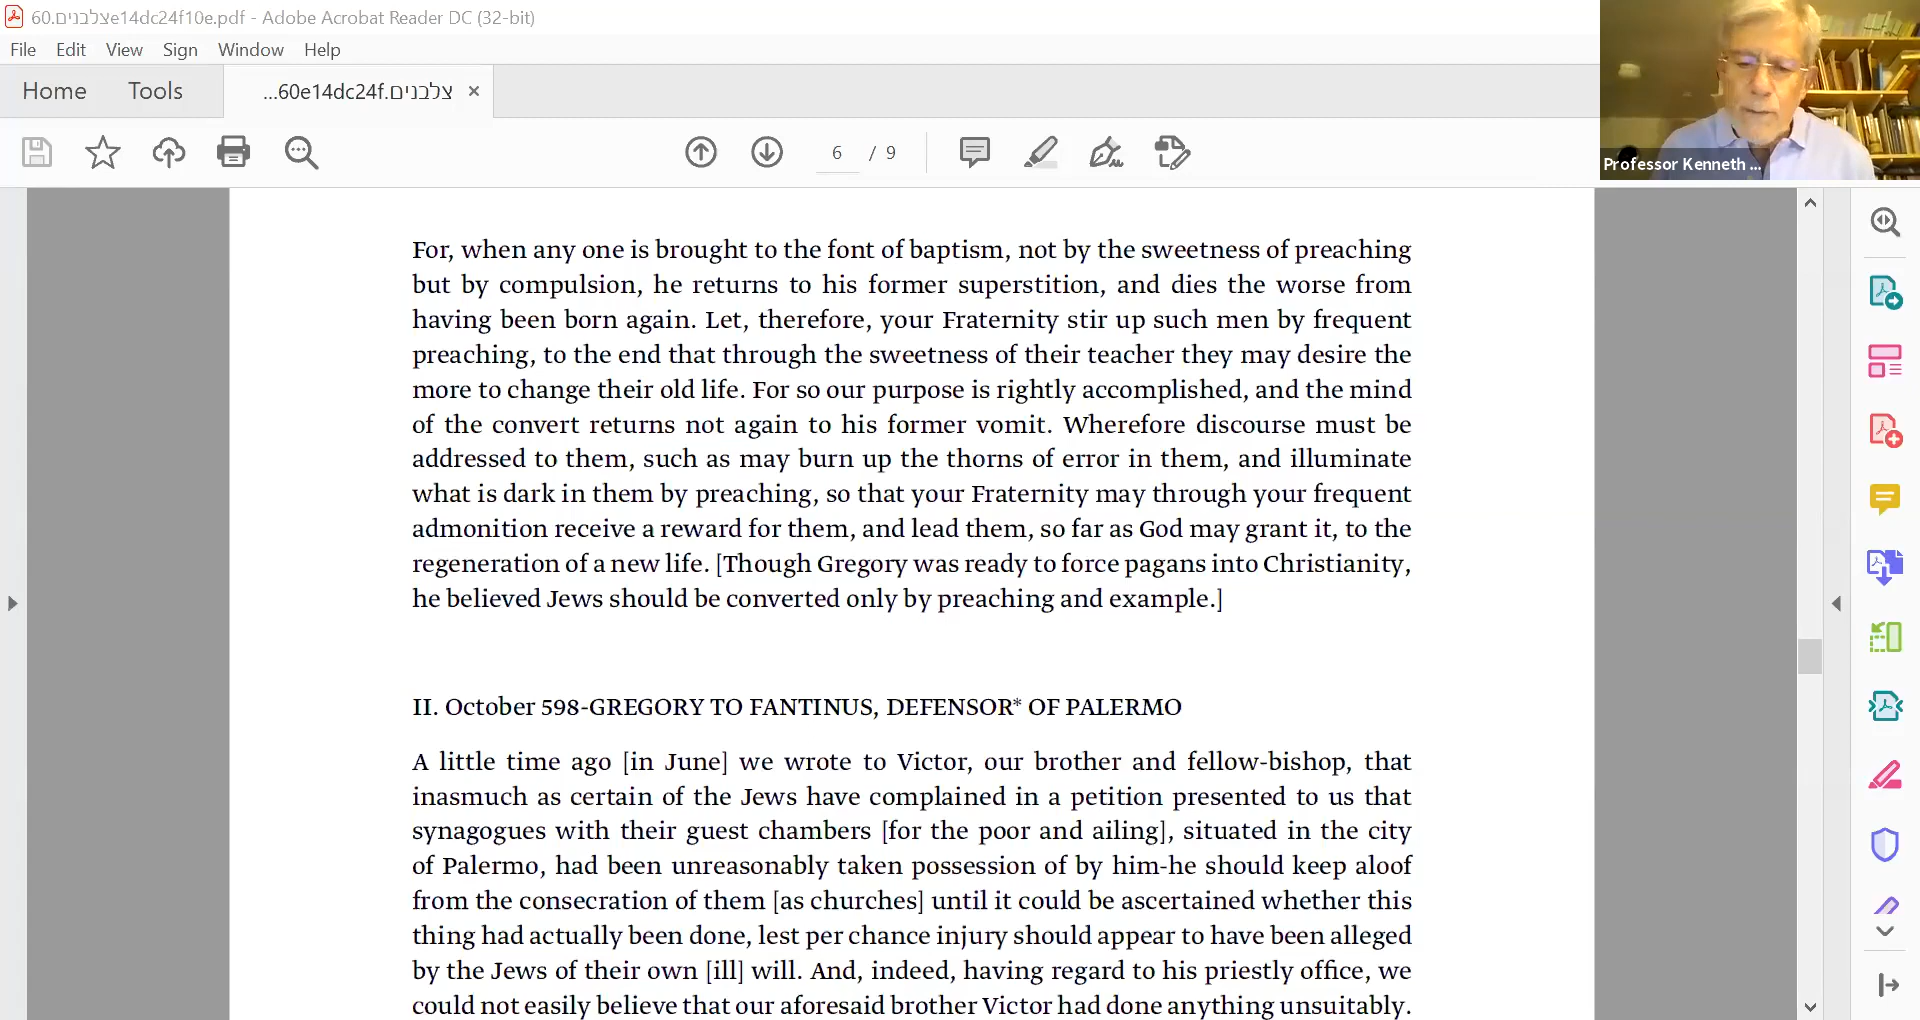 60.צלבניםe14dc24f10e.pdf - Adobe Acrobat Reader DC (32-bit)
File Edit View Sign Window Help
Home Tools ...60e14dc24f.צלבנים ×
6 / 9
Professor Kenneth ...
For, when any one is brought to the font of baptism, not by the sweetness of preaching
but by compulsion, he returns to his former superstition, and dies the worse from
having been born again. Let, therefore, your Fraternity stir up such men by frequent
preaching, to the end that through the sweetness of their teacher they may desire the
more to change their old life. For so our purpose is rightly accomplished, and the mind
of the convert returns not again to his former vomit. Wherefore discourse must be
addressed to them, such as may burn up the thorns of error in them, and illuminate
what is dark in them by preaching, so that your Fraternity may through your frequent
admonition receive a reward for them, and lead them, so far as God may grant it, to the
regeneration of a new life. [Though Gregory was ready to force pagans into Christianity,
he believed Jews should be converted only by preaching and example.]
II. October 598-GREGORY TO FANTINUS, DEFENSOR* OF PALERMO
A little time ago [in June] we wrote to Victor, our brother and fellow-bishop, that
inasmuch as certain of the Jews have complained in a petition presented to us that
synagogues with their guest chambers [for the poor and ailing], situated in the city
of Palermo, had been unreasonably taken possession of by him-he should keep aloof
from the consecration of them [as churches] until it could be ascertained whether this
thing had actually been done, lest per chance injury should appear to have been alleged
by the Jews of their own [ill] will. And, indeed, having regard to his priestly office, we
could not easily believe that our aforesaid brother Victor had done anything unsuitably.